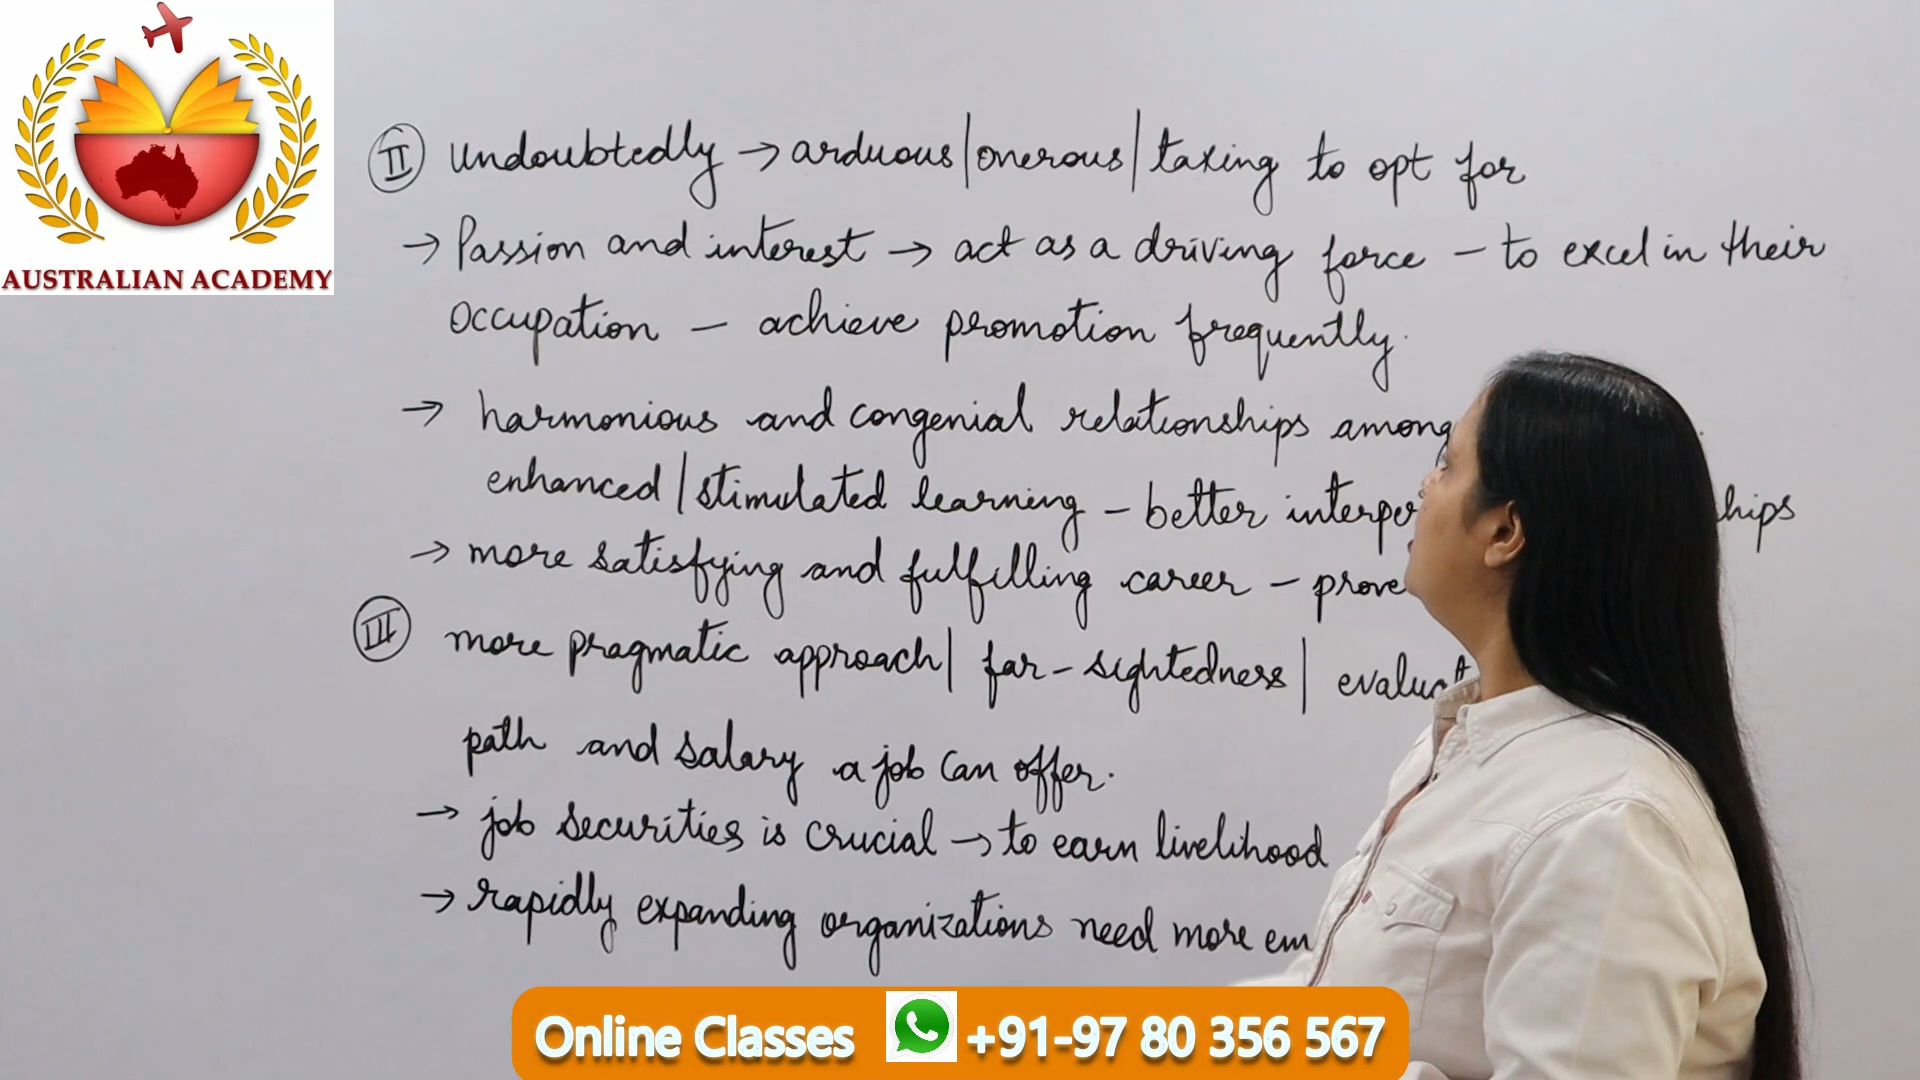 AUSTRALIAN ACADEMY
II undoubtedly → arduous|onerous|taxing to opt for
→ Passion and interest → act as a driving force – to excel in their
occupation – achieve promotion frequently.
→ harmonious and congenial relationships among
enhanced|stimulated learning – better interpe hips
→ more satisfying and fulfilling career – prove
III more pragmatic approach| far-sightedness| evaluat
path and salary a job can offer.
→ job securities is crucial → to earn livelihood
→ rapidly expanding organizations need more em
Online Classes +91-97 80 356 567